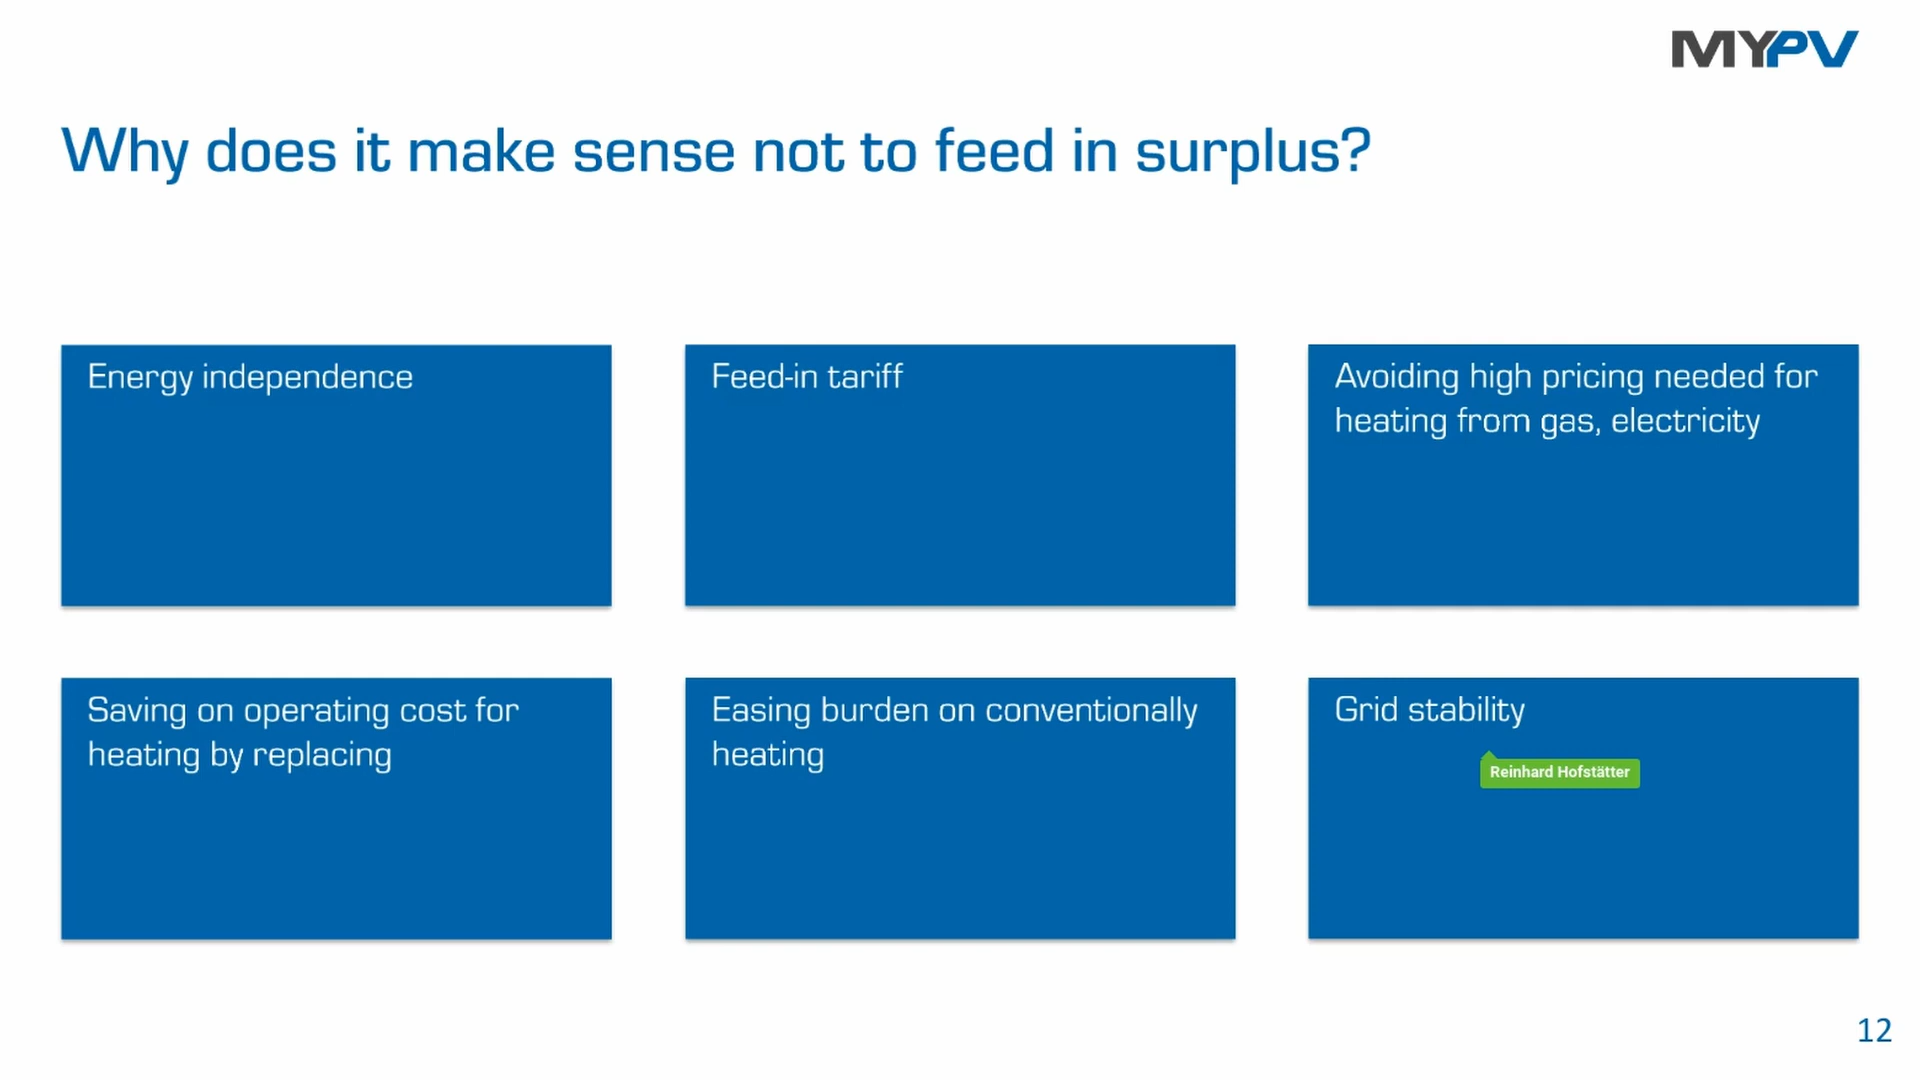 MYPV
Why does it make sense not to feed in surplus?
Energy independence
Feed-in tariff
Avoiding high pricing needed for
heating from gas, electricity
Saving on operating cost for
heating by replacing
Easing burden on conventionally
heating
Grid stability
Reinhard Hofstätter
12